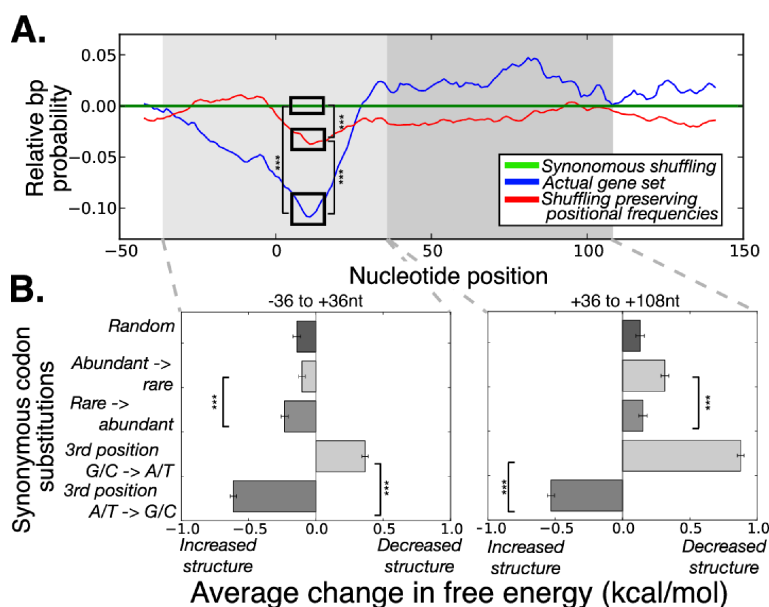 A.
Relative bp
probability
0.05
0.00
−0.05
−0.10
***
***
***
Synonomous shuffling
Actual gene set
Shuffling preserving
positional frequencies
−50
0
50
100
150
Nucleotide position
B.
-36 to +36nt
+36 to +108nt
Synonymous codon
substitutions
Random
Abundant ->
rare
Rare ->
abundant
3rd position
G/C -> A/T
3rd position
A/T -> G/C
***
***
***
***
−1.0 -0.5 0.0 0.5 1.0
−1.0 -0.5 0.0 0.5 1.0
Increased
structure
Decreased
structure
Increased
structure
Decreased
structure
Average change in free energy (kcal/mol)